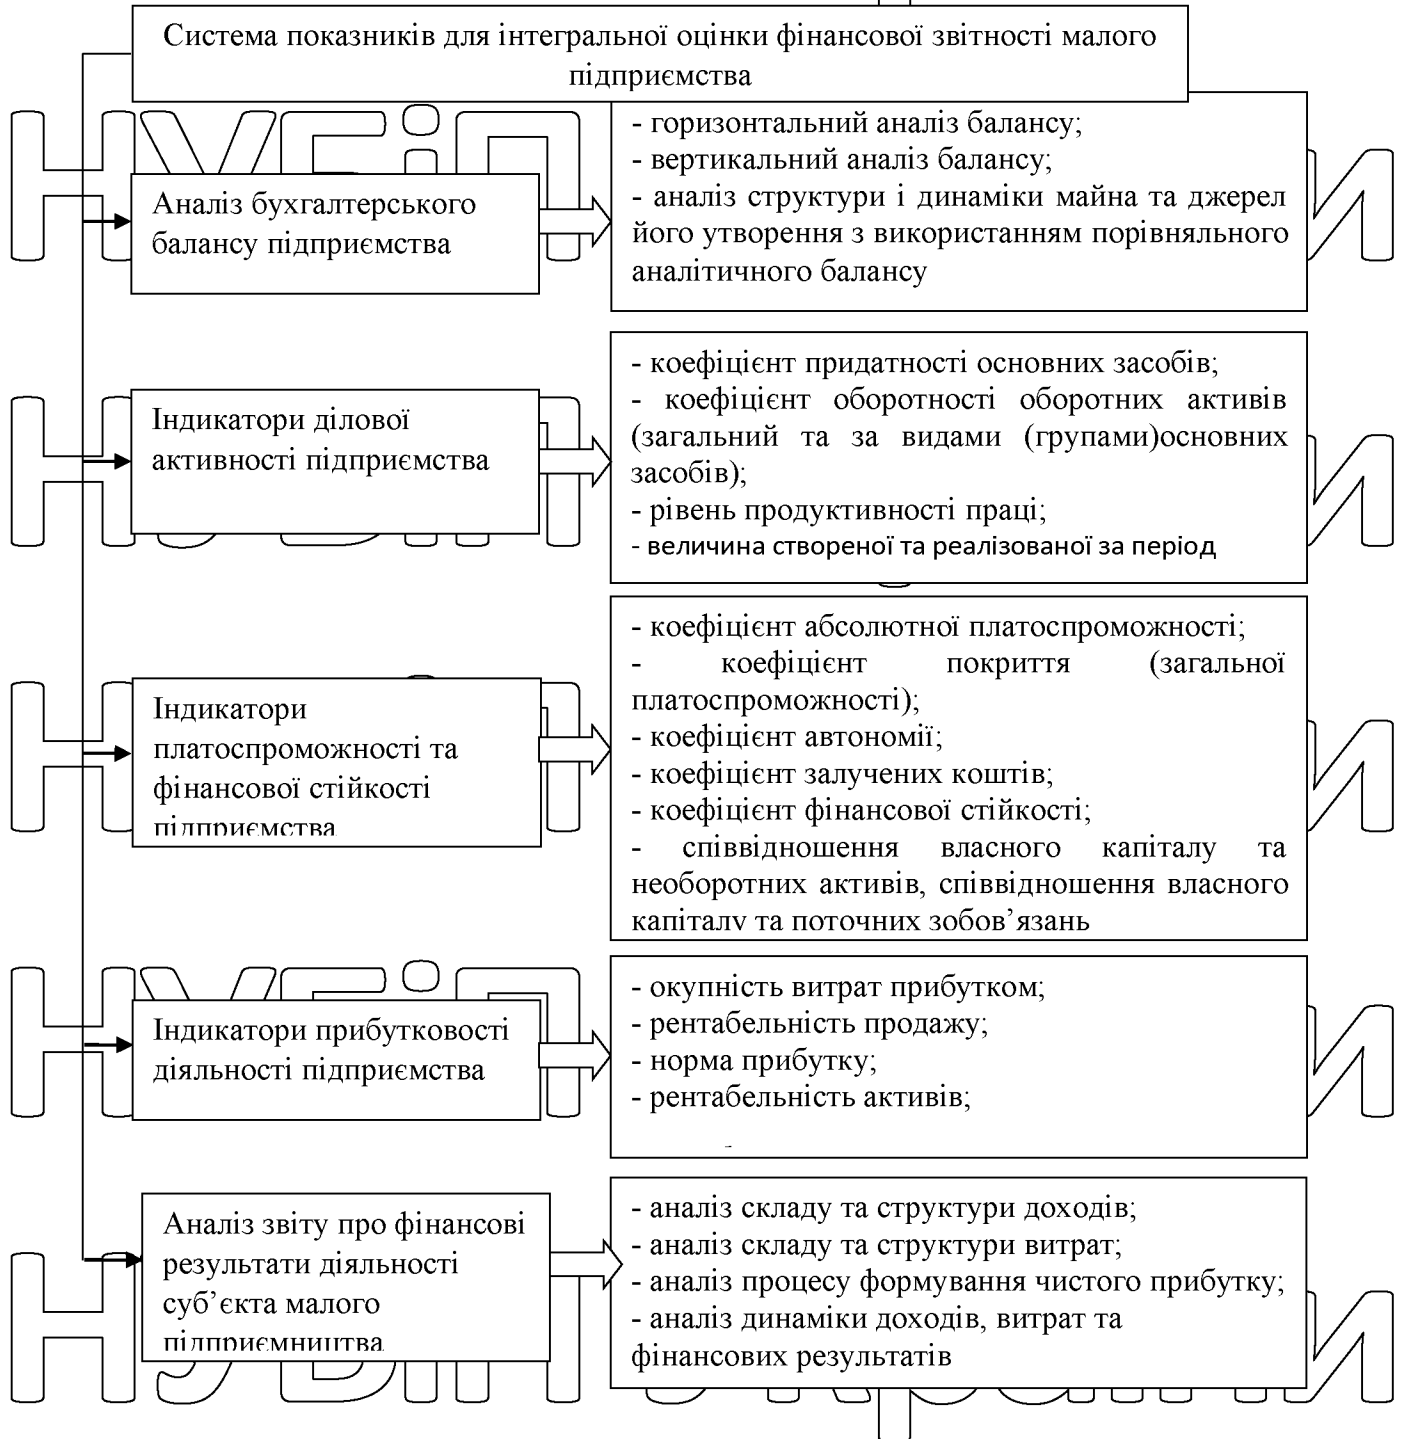 Система показників для інтегральної оцінки фінансової звітності малого
підприємства
Аналіз бухгалтерського
балансу підприємства
- горизонтальний аналіз балансу;
- вертикальний аналіз балансу;
- аналіз структури і динаміки майна та джерел
його утворення з використанням порівняльного
аналітичного балансу
Індикатори ділової
активності підприємства
- коефіцієнт придатності основних засобів;
- коефіцієнт оборотності оборотних активів
(загальний та за видами (групами)основних
засобів);
- рівень продуктивності праці;
- величина створеної та реалізованої за період
Індикатори
платоспроможності та
фінансової стійкості
підприємства
- коефіцієнт абсолютної платоспроможності;
- коефіцієнт покриття (загальної
платоспроможності);
- коефіцієнт автономії;
- коефіцієнт залучених коштів;
- коефіцієнт фінансової стійкості;
- співвідношення власного капіталу та
необоротних активів, співвідношення власного
капіталу та поточних зобов’язань
Індикатори прибутковості
діяльності підприємства
- окупність витрат прибутком;
- рентабельність продажу;
- норма прибутку;
- рентабельність активів;
Аналіз звіту про фінансові
результати діяльності
суб’єкта малого
підприємництва
- аналіз складу та структури доходів;
- аналіз складу та структури витрат;
- аналіз процесу формування чистого прибутку;
- аналіз динаміки доходів, витрат та
фінансових результатів